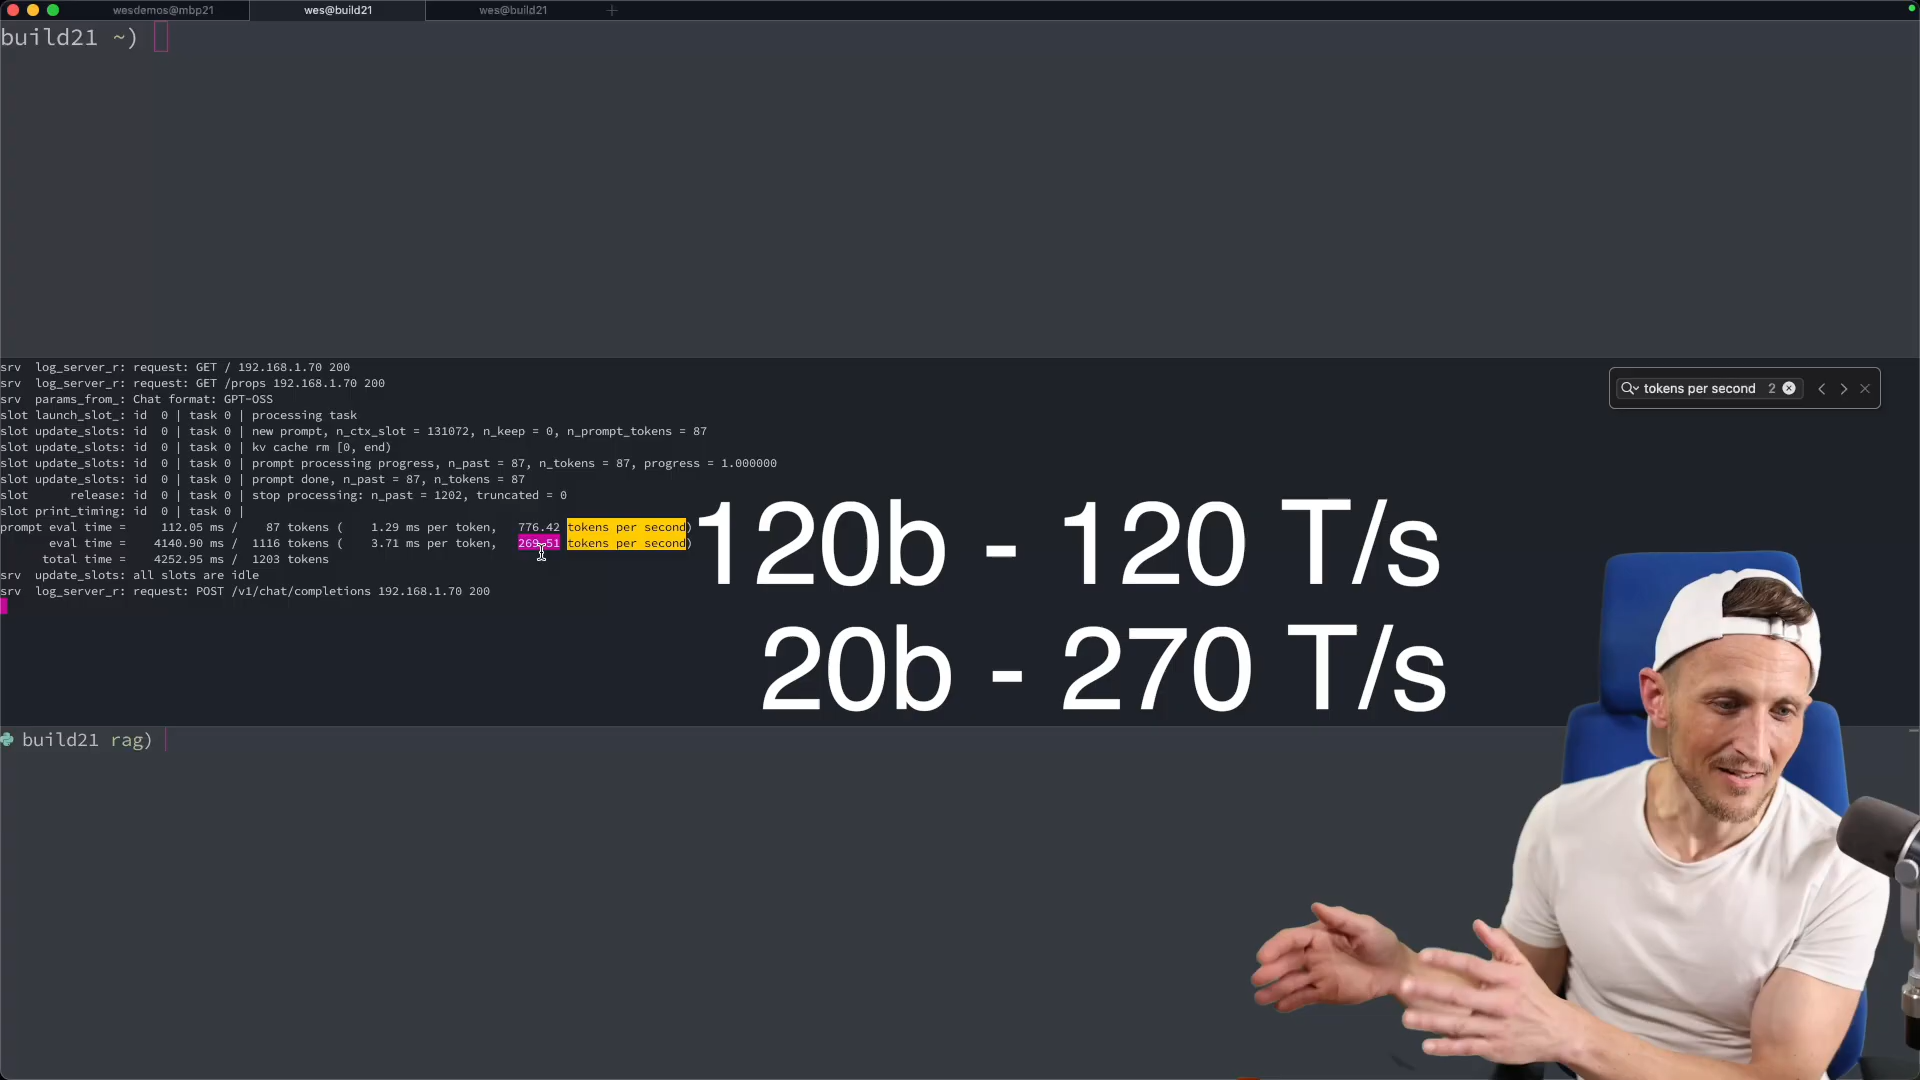 wesdemos@mbp21
wes@build21
wes@build21
build21 ~)
srv log_server_r: request: GET / 192.168.1.70 200
srv log_server_r: request: GET /props 192.168.1.70 200
srv params_from_: Chat format: GPT-OSS
slot launch_slot_: id 0 | task 0 | processing task
slot update_slots: id 0 | task 0 | new prompt, n_ctx_slot = 131072, n_keep = 0, n_prompt_tokens = 87
slot update_slots: id 0 | task 0 | kv cache rm [0, end)
slot update_slots: id 0 | task 0 | prompt processing progress, n_past = 87, n_tokens = 87, progress = 1.000000
slot update_slots: id 0 | task 0 | prompt done, n_past = 87, n_tokens = 87
slot release: id 0 | task 0 | stop processing: n_past = 1202, truncated = 0
slot print_timing: id 0 | task 0 |
prompt eval time = 112.05 ms / 87 tokens ( 1.29 ms per token, 776.42 tokens per second)
eval time = 4140.90 ms / 1116 tokens ( 3.71 ms per token, 269.51 tokens per second)
total time = 4252.95 ms / 1203 tokens
srv update_slots: all slots are idle
srv log_server_r: request: POST /v1/chat/completions 192.168.1.70 200
tokens per second 2
120b - 120 T/s
20b - 270 T/s
build21 rag)